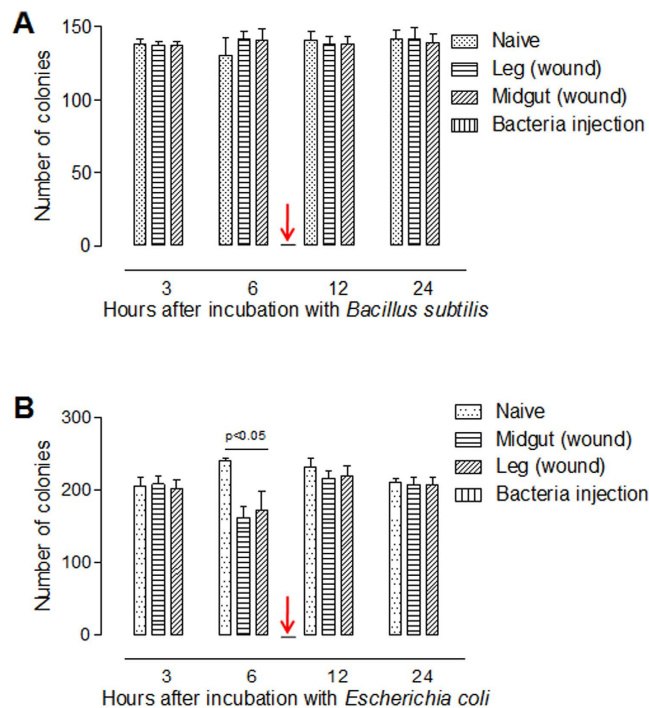 A
150
100
50
0
Number of colonies
Naive
Leg (wound)
Midgut (wound)
Bacteria injection
3 6 12 24
Hours after incubation with Bacillus subtilis
B
300
200
100
0
Number of colonies
p<0.05
Naive
Midgut (wound)
Leg (wound)
Bacteria injection
3 6 12 24
Hours after incubation with Escherichia coli